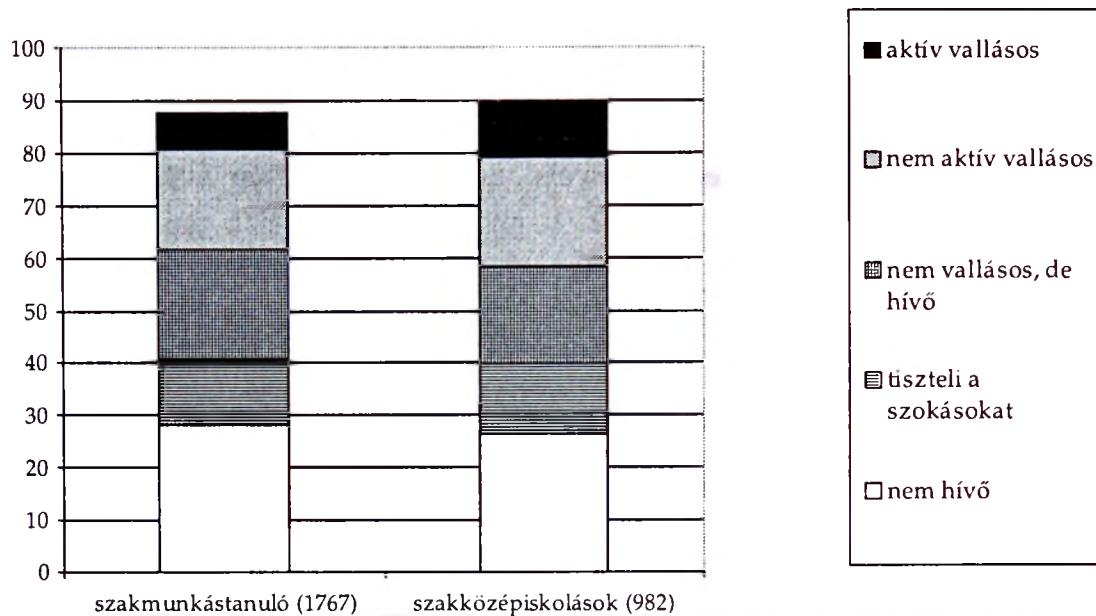 100
90
80
70
60
50
40
30
20
10
0
szakmunkástanuló (1767)
szakközépiskolások (982)
aktív vallásos
nem aktív vallásos
nem vallásos, de
hívő
tiszteli a
szokásokat
nem hívő